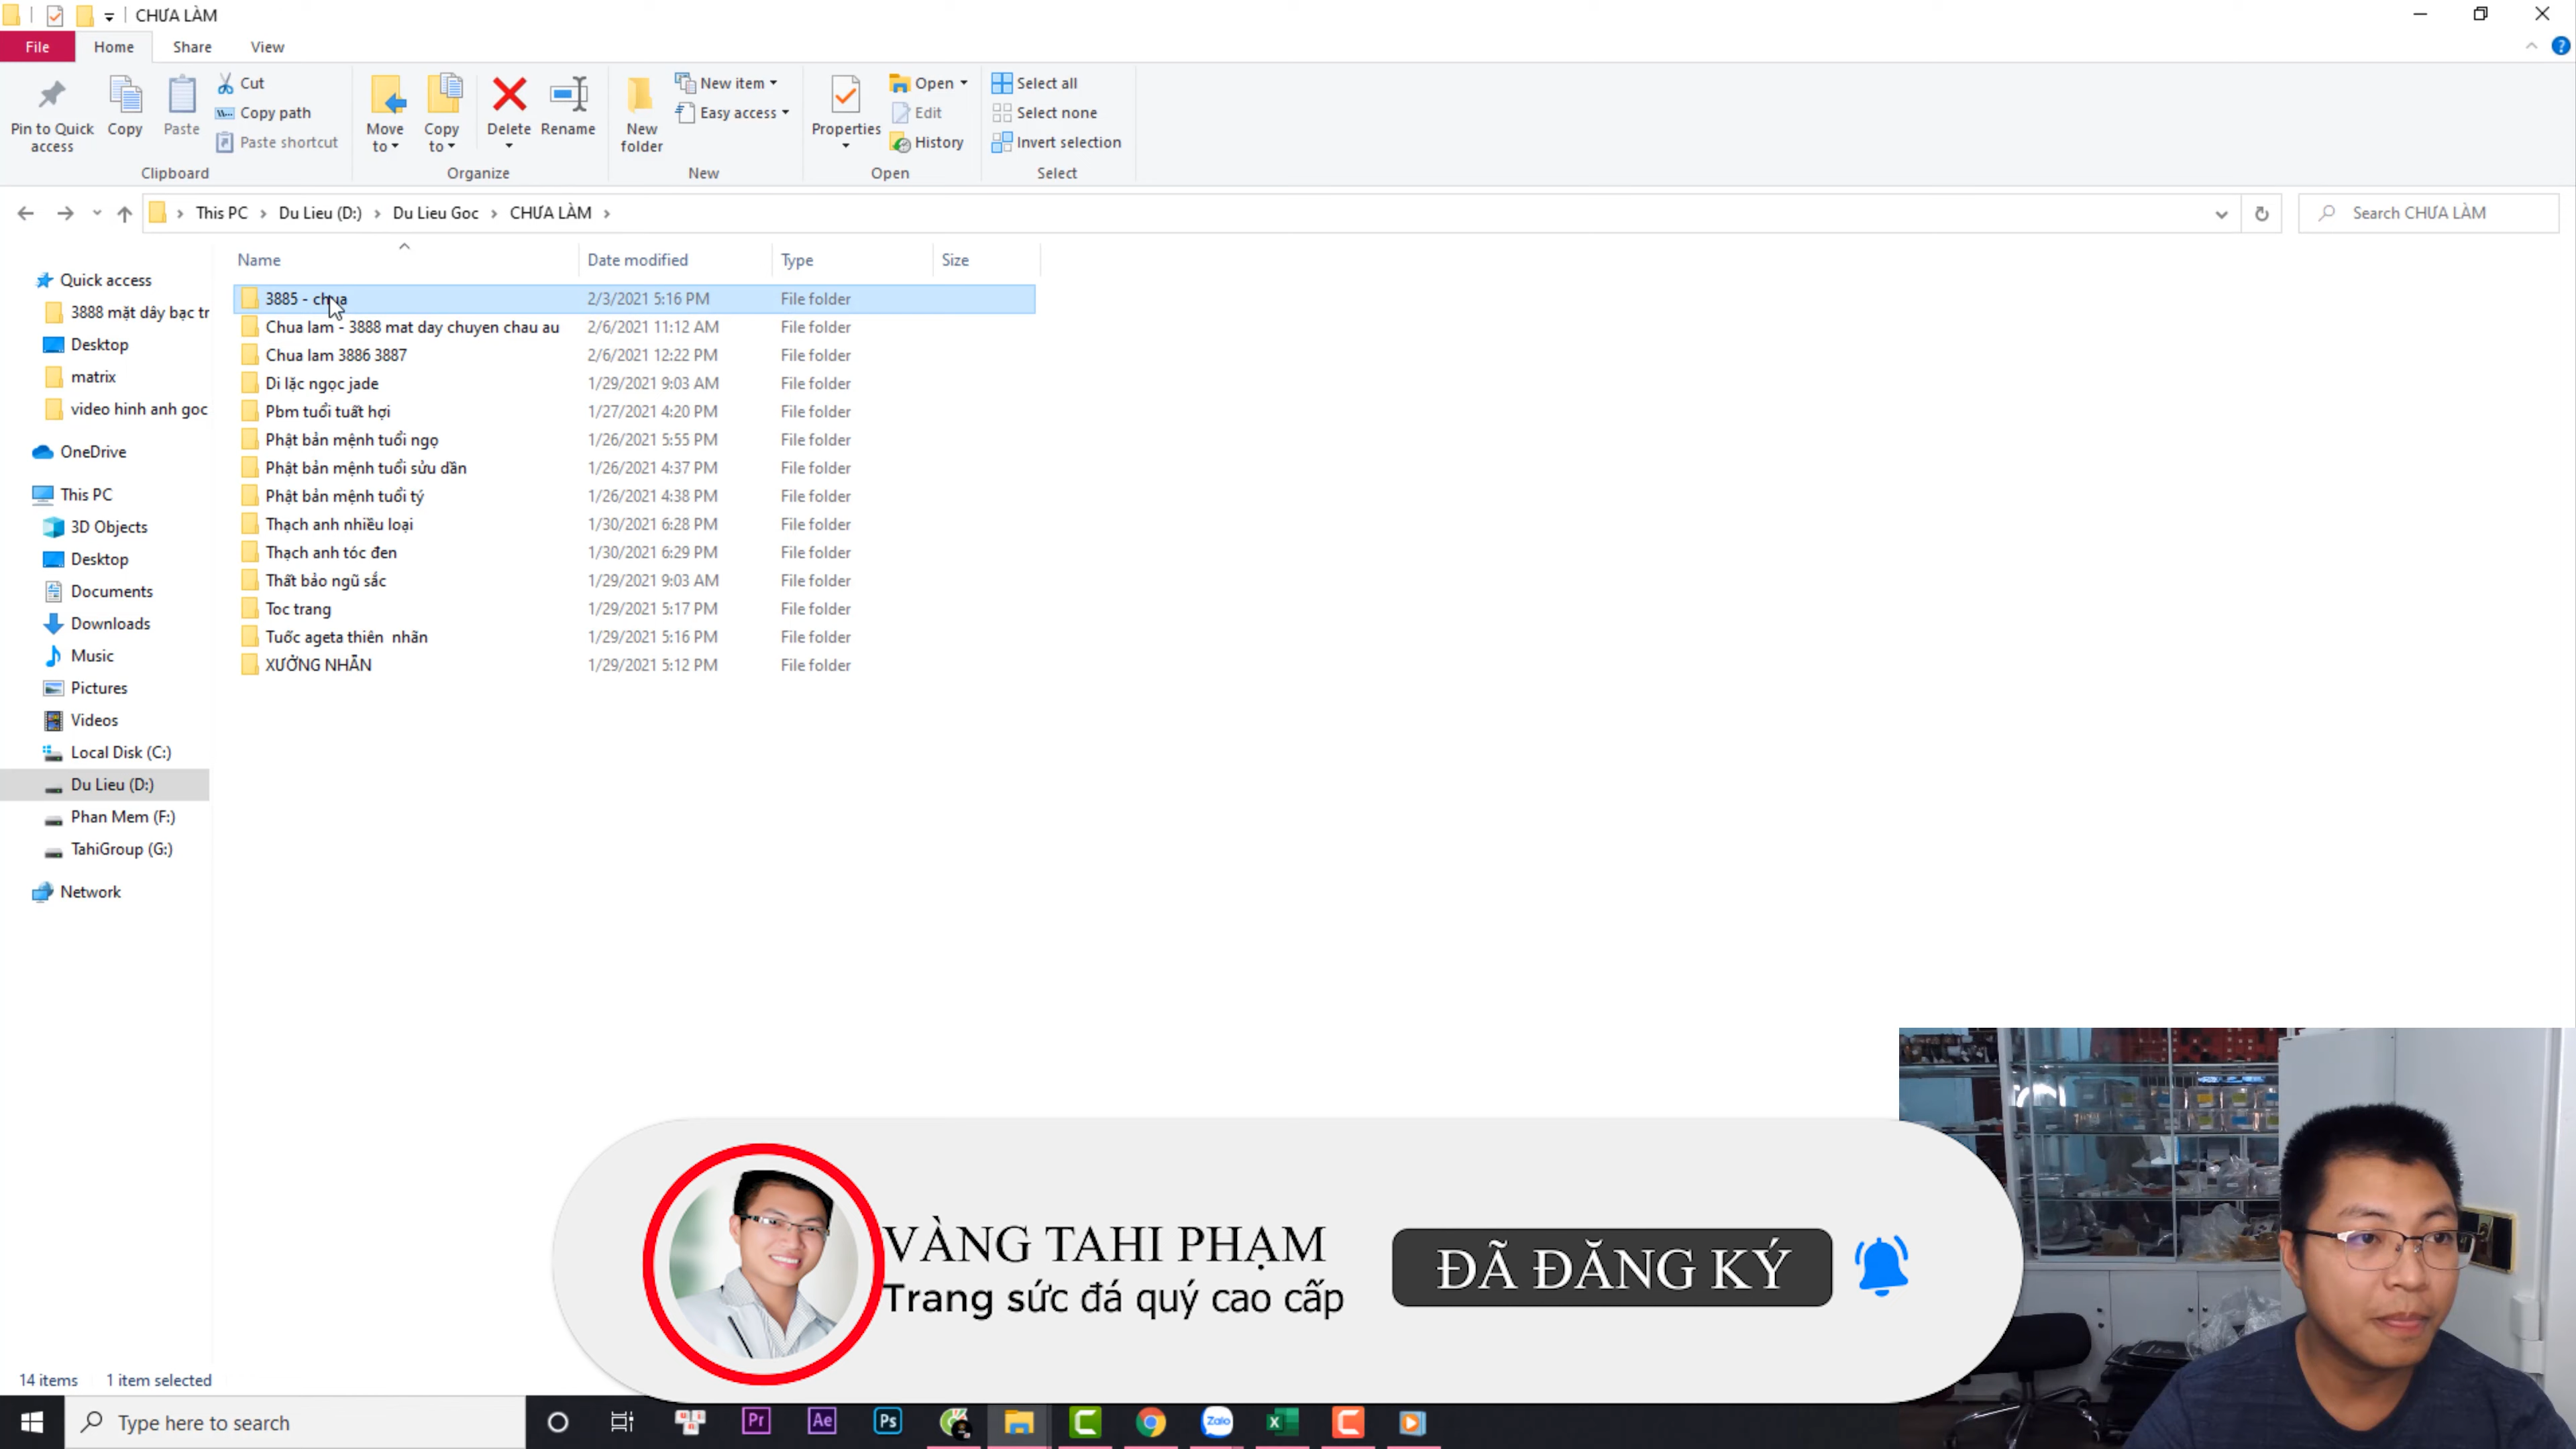 CHƯA LÀM
File Home Share View
Pin to Quick access
Copy
Paste
Cut
Copy path
Paste shortcut
Clipboard
Move to
Copy to
Delete
Rename
Organize
New folder
New item
Easy access
New
Properties
Open
Edit
History
Open
Select all
Select none
Invert selection
Select
This PC > Du Lieu (D:) > Du Lieu Goc > CHƯA LÀM >
Search CHƯA LÀM
Quick access
3888 mặt dây bạc tr
Desktop
matrix
video hinh anh goc
OneDrive
This PC
3D Objects
Desktop
Documents
Downloads
Music
Pictures
Videos
Local Disk (C:)
Du Lieu (D:)
Phan Mem (F:)
TahiGroup (G:)
Network
Name Date modified Type Size
3885 - chua 2/3/2021 5:16 PM File folder
Chua lam - 3888 mat day chuyen chau au 2/6/2021 11:12 AM File folder
Chua lam 3886 3887 2/6/2021 12:22 PM File folder
Di lặc ngọc jade 1/29/2021 9:03 AM File folder
Pbm tuổi tuất hợi 1/27/2021 4:20 PM File folder
Phật bản mệnh tuổi ngọ 1/26/2021 5:55 PM File folder
Phật bản mệnh tuổi sửu dần 1/26/2021 4:37 PM File folder
Phật bản mệnh tuổi tý 1/26/2021 4:38 PM File folder
Thạch anh nhiều loại 1/30/2021 6:28 PM File folder
Thạch anh tóc đen 1/30/2021 6:29 PM File folder
Thất bảo ngũ sắc 1/29/2021 9:03 AM File folder
Toc trang 1/29/2021 5:17 PM File folder
Tuốc ageta thiên nhãn 1/29/2021 5:16 PM File folder
XƯỞNG NHẪN 1/29/2021 5:12 PM File folder
VÀNG TAHI PHẠM
Trang sức đá quý cao cấp
ĐÃ ĐĂNG KÝ
14 items 1 item selected
Type here to search
Pr Ae Ps Zalo